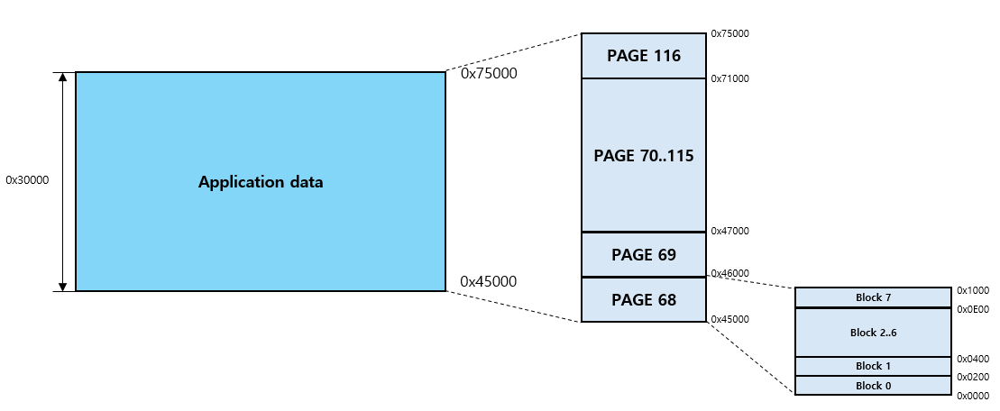 0x30000
Application data
0x75000
0x45000
PAGE 116
PAGE 70..115
PAGE 69
PAGE 68
0x75000
0x71000
0x47000
0x46000
0x45000
Block 7
Block 2..6
Block 1
Block 0
0x1000
0x0E00
0x0400
0x0200
0x0000